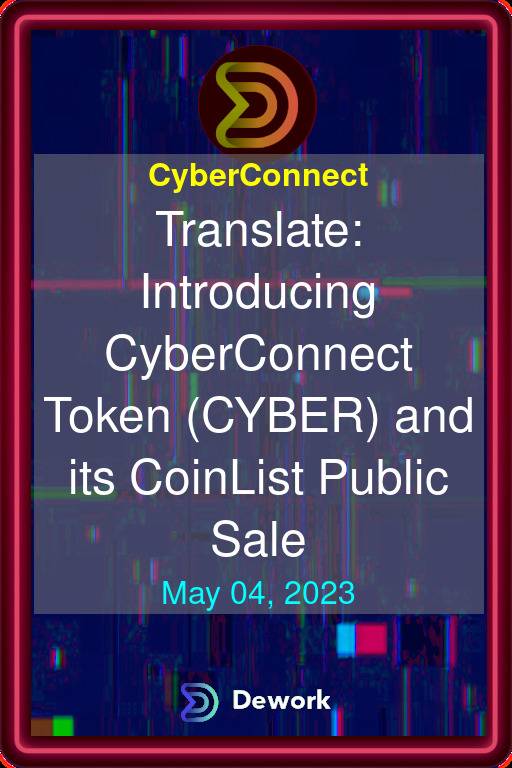 CyberConnect
Translate:
Introducing
CyberConnect
Token (CYBER) and
its CoinList Public
Sale
May 04, 2023
Dework